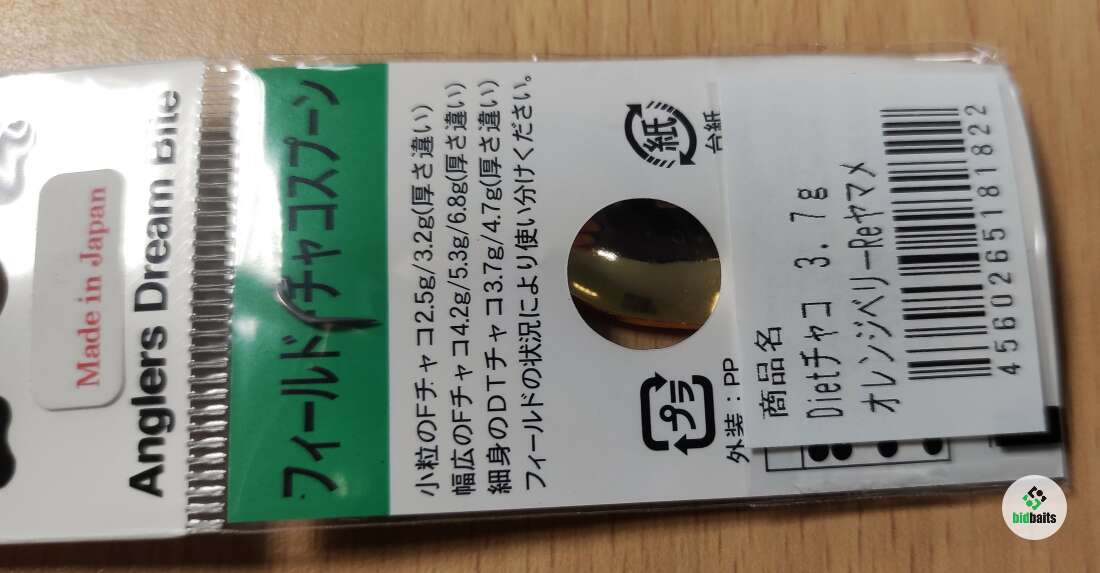 Made in Japan
Anglers Dream Bite
フィールドチャコスプーン
小粒のFチャコ2.5g/3.2g(厚さ違い)
幅広のFチャコ4.2g/5.3g/6.8g(厚さ違い)
細身のDTチャコ3.7g/4.7g(厚さ違い)
フィールドの状況により使い分けください。
紙
台紙
プラ
外装：PP
商品名
Dietチャコ 3.7g
オレンジベリーReヤマメ
4560265181822
bidbaits